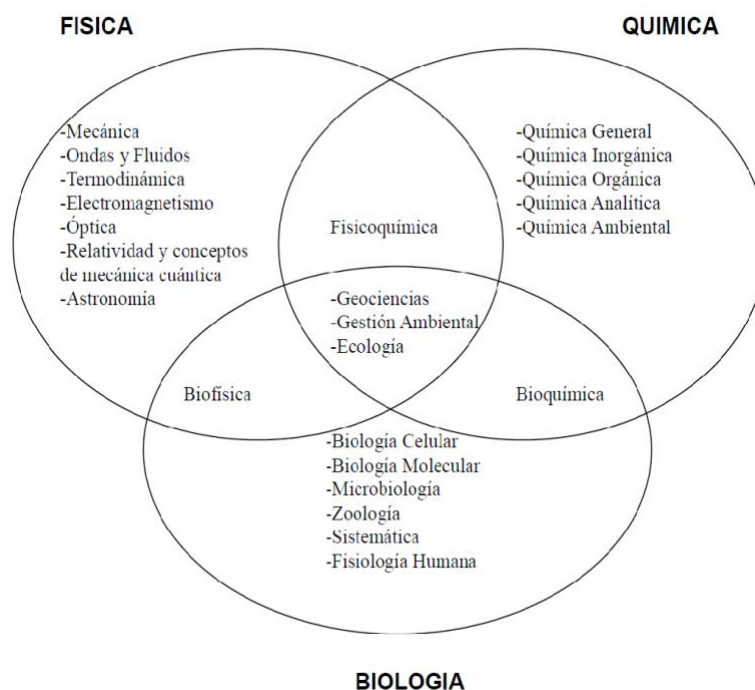 FISICA
QUIMICA
-Mecánica
-Ondas y Fluidos
-Termodinámica
-Electromagnetismo
-Óptica
-Relatividad y conceptos
de mecánica cuántica
-Astronomía
-Química General
-Química Inorgánica
-Química Orgánica
-Química Analítica
-Química Ambiental
Fisicoquímica
-Geociencias
-Gestión Ambiental
-Ecología
Biofísica
Bioquímica
-Biología Celular
-Biología Molecular
-Microbiología
-Zoología
-Sistemática
-Fisiología Humana
BIOLOGIA